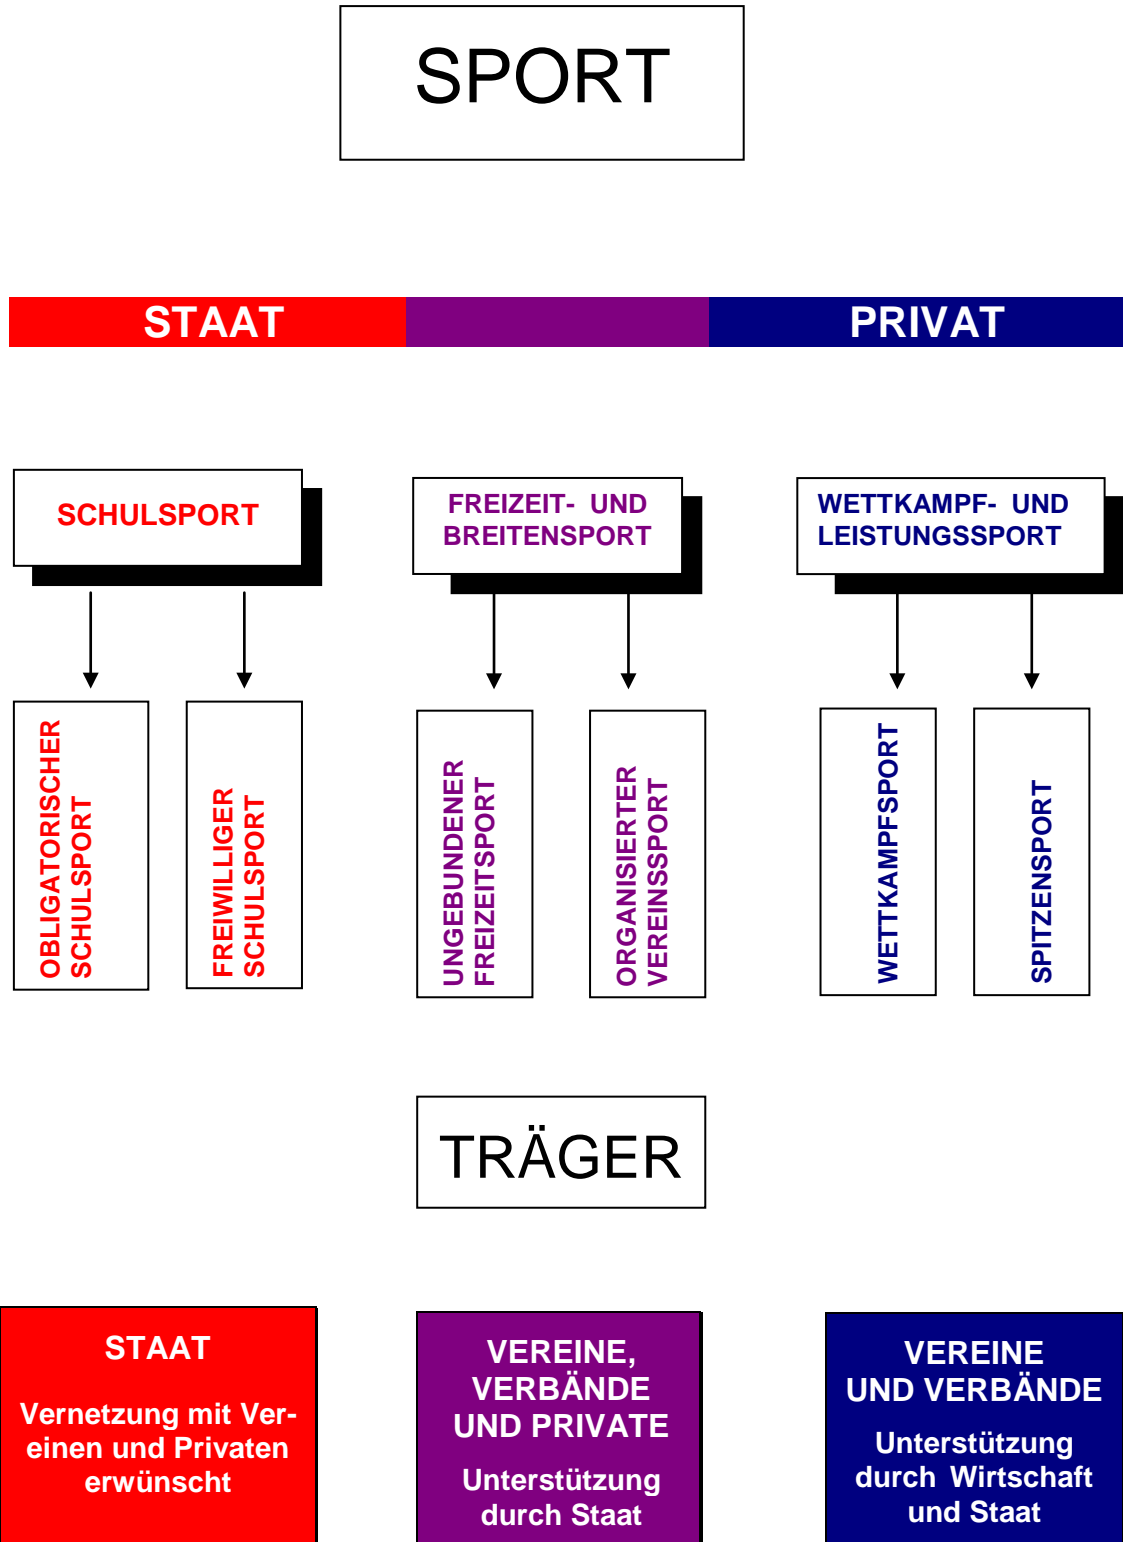 SPORT
STAAT
PRIVAT
SCHULSPORT
FREIZEIT- UND
BREITENSPORT
WETTKAMPF- UND
LEISTUNGSSPORT
OBLIGATORISCHER
SCHULSPORT
FREIWILLIGER
SCHULSPORT
UNGEBUNDENER
FREIZEITSPORT
ORGANISIERTER
VEREINSSPORT
WETTKAMPFSPORT
SPITZENSPORT
TRÄGER
STAAT
Vernetzung mit Ver-
einen und Privaten
erwünscht
VEREINE,
VERBÄNDE
UND PRIVATE
Unterstützung
durch Staat
VEREINE
UND VERBÄNDE
Unterstützung
durch Wirtschaft
und Staat